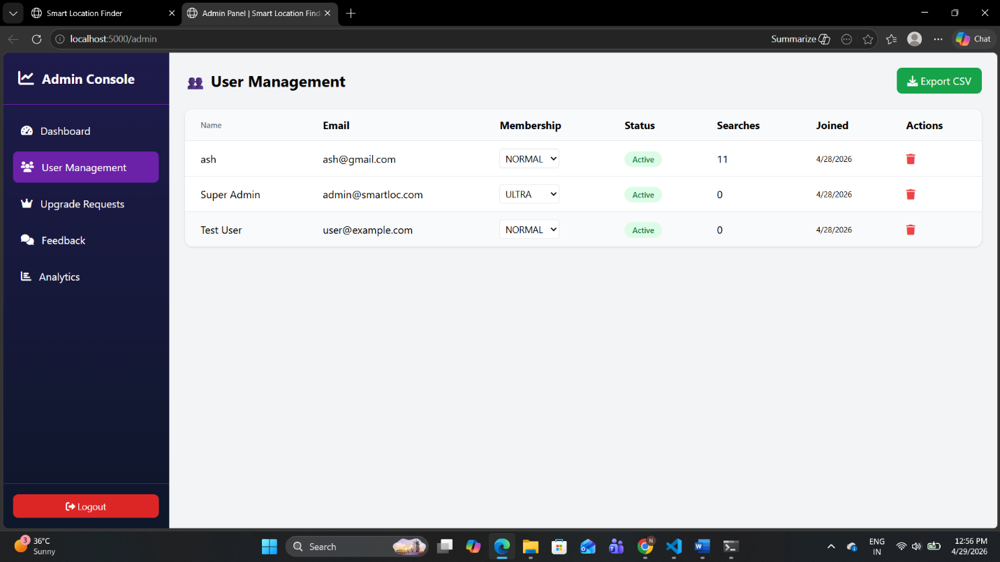 Smart Location Finder
Admin Panel | Smart Location Find
localhost:5000/admin
Summarize
Chat
Admin Console
Dashboard
User Management
Upgrade Requests
Feedback
Analytics
Logout
User Management
Export CSV
Name Email Membership Status Searches Joined Actions
ash ash@gmail.com NORMAL Active 11 4/28/2026
Super Admin admin@smartloc.com ULTRA Active 0 4/28/2026
Test User user@example.com NORMAL Active 0 4/28/2026
3
36°C
Sunny
Search
N
ENG
IN
12:56 PM
4/29/2026